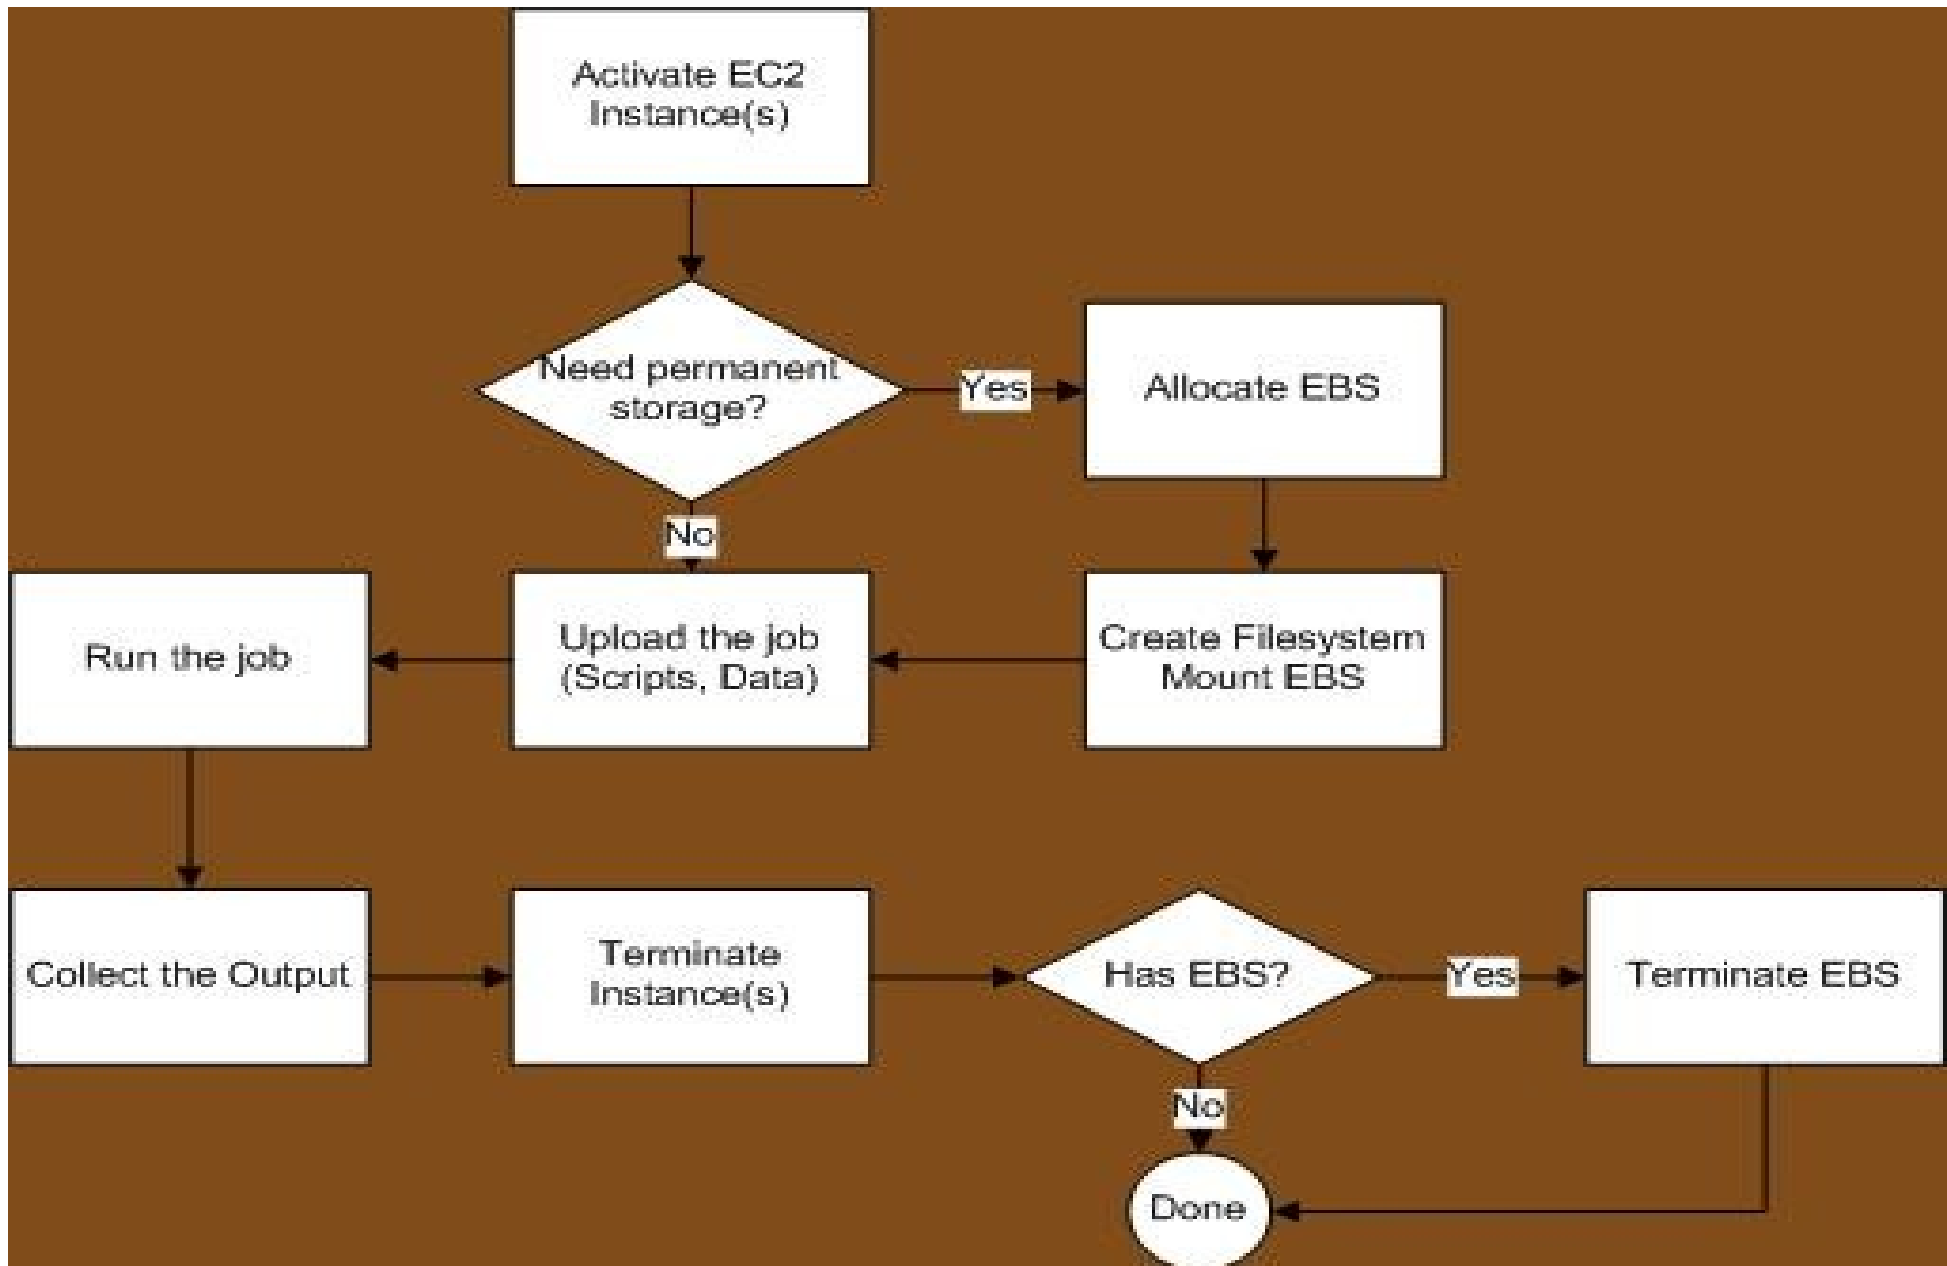 Activate EC2
Instance(s)
Need permanent
storage?
Yes
Allocate EBS
No
Run the job
Upload the job
(Scripts, Data)
Create Filesystem
Mount EBS
Collect the Output
Terminate
Instance(s)
Has EBS?
Yes
Terminate EBS
No
Done